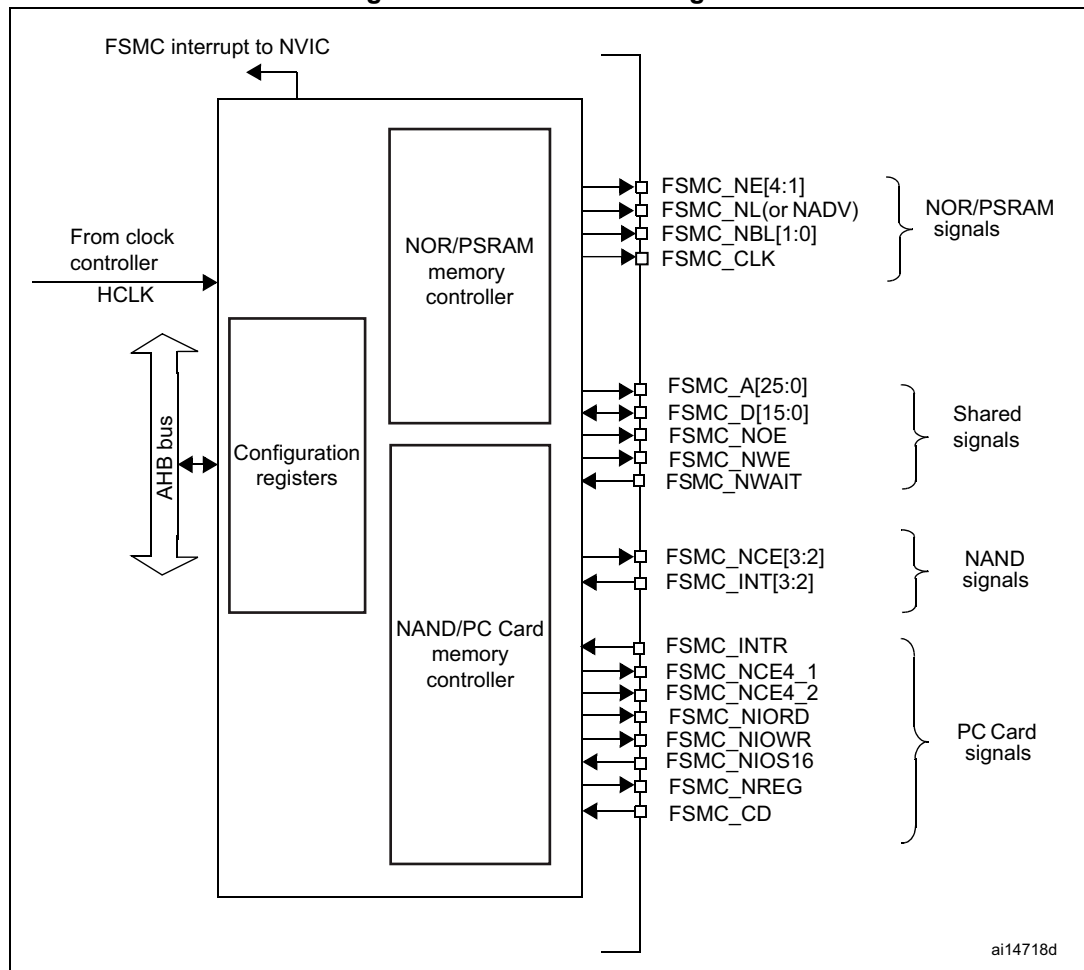 FSMC interrupt to NVIC
From clock
controller
HCLK
AHB bus
Configuration
registers
NOR/PSRAM
memory
controller
NAND/PC Card
memory
controller
FSMC_NE[4:1]
FSMC_NL(or NADV)
FSMC_NBL[1:0]
FSMC_CLK
NOR/PSRAM
signals
FSMC_A[25:0]
FSMC_D[15:0]
FSMC_NOE
FSMC_NWE
FSMC_NWAIT
Shared
signals
FSMC_NCE[3:2]
FSMC_INT[3:2]
NAND
signals
FSMC_INTR
FSMC_NCE4_1
FSMC_NCE4_2
FSMC_NIORD
FSMC_NIOWR
FSMC_NIOS16
FSMC_NREG
FSMC_CD
PC Card
signals
ai14718d